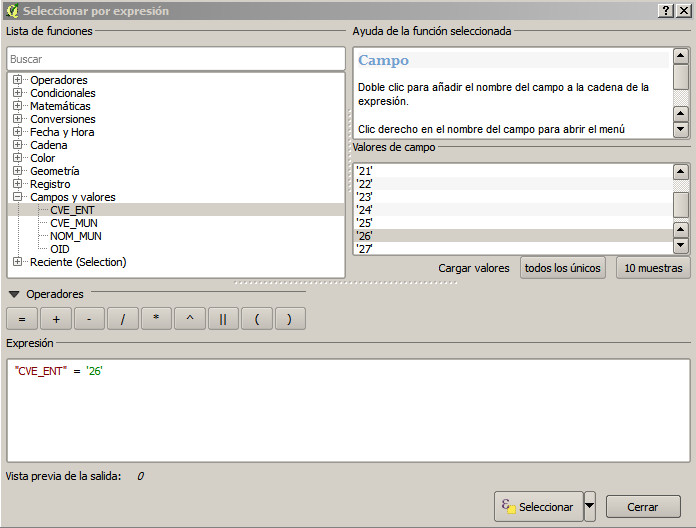 Seleccionar por expresión
Lista de funciones
Buscar
Operadores
Condicionales
Matemáticas
Conversiones
Fecha y Hora
Cadena
Color
Geometría
Registro
Campos y valores
CVE_ENT
CVE_MUN
NOM_MUN
OID
Reciente (Selection)
Ayuda de la función seleccionada
Campo
Doble clic para añadir el nombre del campo a la cadena de la
expresión.
Clic derecho en el nombre del campo para abrir el menú
Valores de campo
'21'
'22'
'23'
'24'
'25'
'26'
'27'
Cargar valores todos los únicos 10 muestras
Operadores
= + - / * ^ || ( )
Expresión
"CVE_ENT" = '26'
Vista previa de la salida: 0
Seleccionar Cerrar